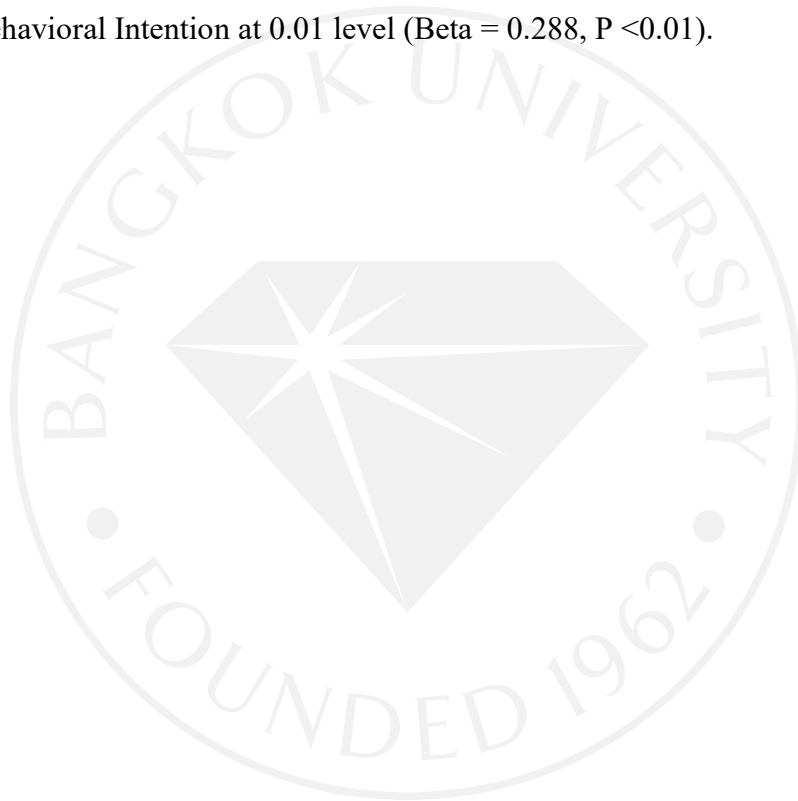 havioral Intention at 0.01 level (Beta = 0.288, P <0.01).
BANGKOK UNIVERSITY
FOUNDED 1962